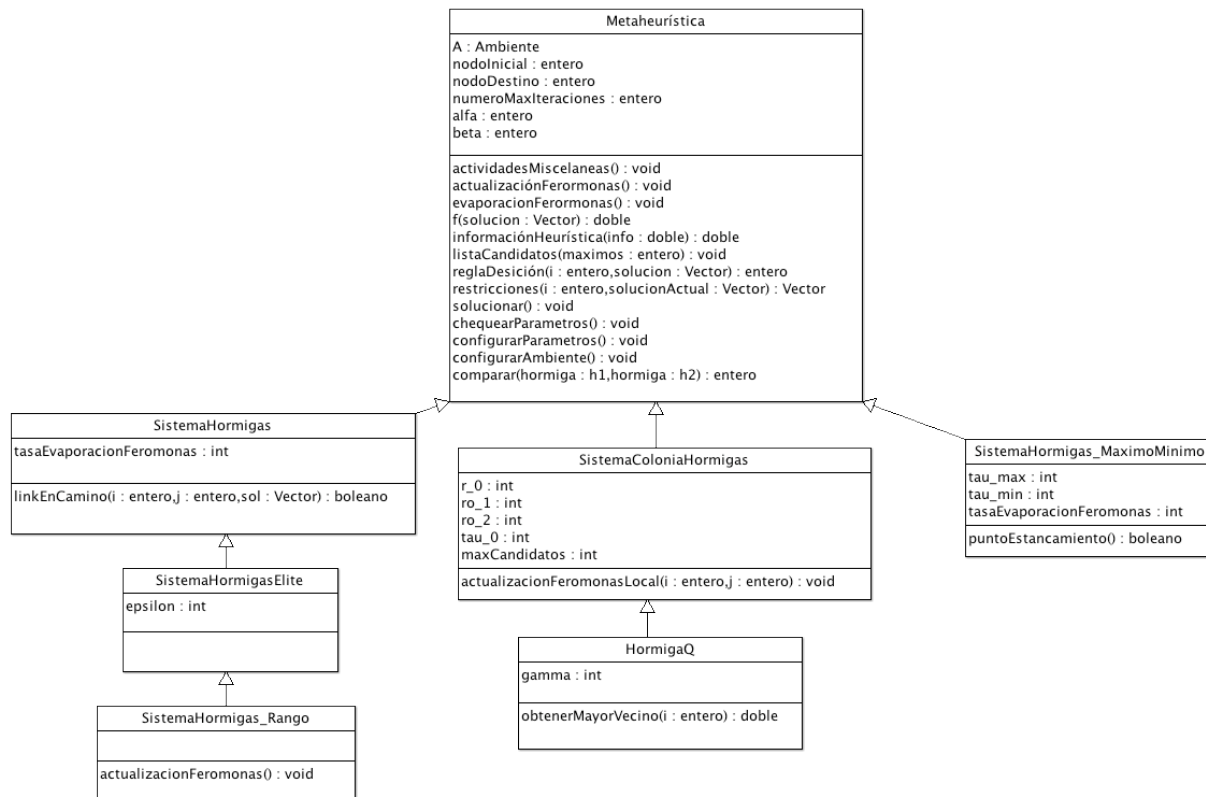 Metaheurística
A : Ambiente
nodoInicial : entero
nodoDestino : entero
numeroMaxIteraciones : entero
alfa : entero
beta : entero
actividadesMiscelaneas() : void
actualizaciónFerormonas() : void
evaporacionFerormonas() : void
f(solucion : Vector) : doble
informaciónHeurística(info : doble) : doble
listaCandidatos(maximos : entero) : void
reglaDesición(i : entero,solucion : Vector) : entero
restricciones(i : entero,solucionActual : Vector) : Vector
solucionar() : void
chequearParametros() : void
configurarParametros() : void
configurarAmbiente() : void
comparar(hormiga : h1,hormiga : h2) : entero
SistemaHormigas
tasaEvaporacionFeromonas : int
linkEnCamino(i : entero,j : entero,sol : Vector) : boleano
SistemaHormigasElite
epsilon : int
SistemaHormigas_Rango
actualizacionFeromonas() : void
SistemaColoniaHormigas
r_0 : int
ro_1 : int
ro_2 : int
tau_0 : int
maxCandidatos : int
actualizacionFeromonasLocal(i : entero,j : entero) : void
HormigaQ
gamma : int
obtenerMayorVecino(i : entero) : doble
SistemaHormigas_MaximoMinimo
tau_max : int
tau_min : int
tasaEvaporacionFeromonas : int
puntoEstancamiento() : boleano